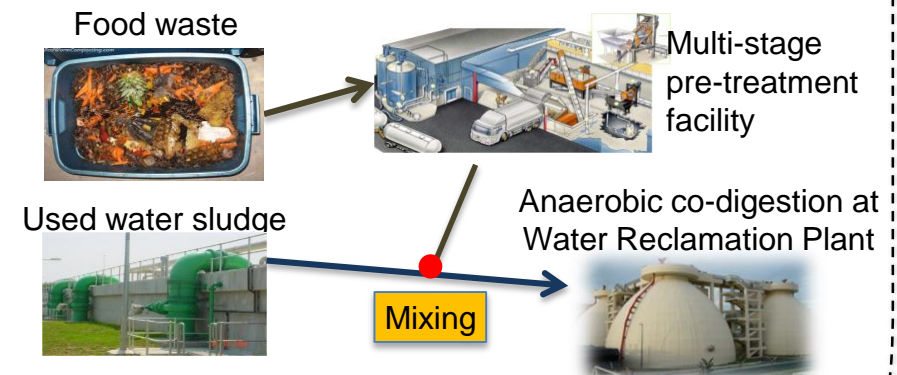 Food waste
Multi-stage
pre-treatment
facility
Used water sludge
Anaerobic co-digestion at
Water Reclamation Plant
Mixing